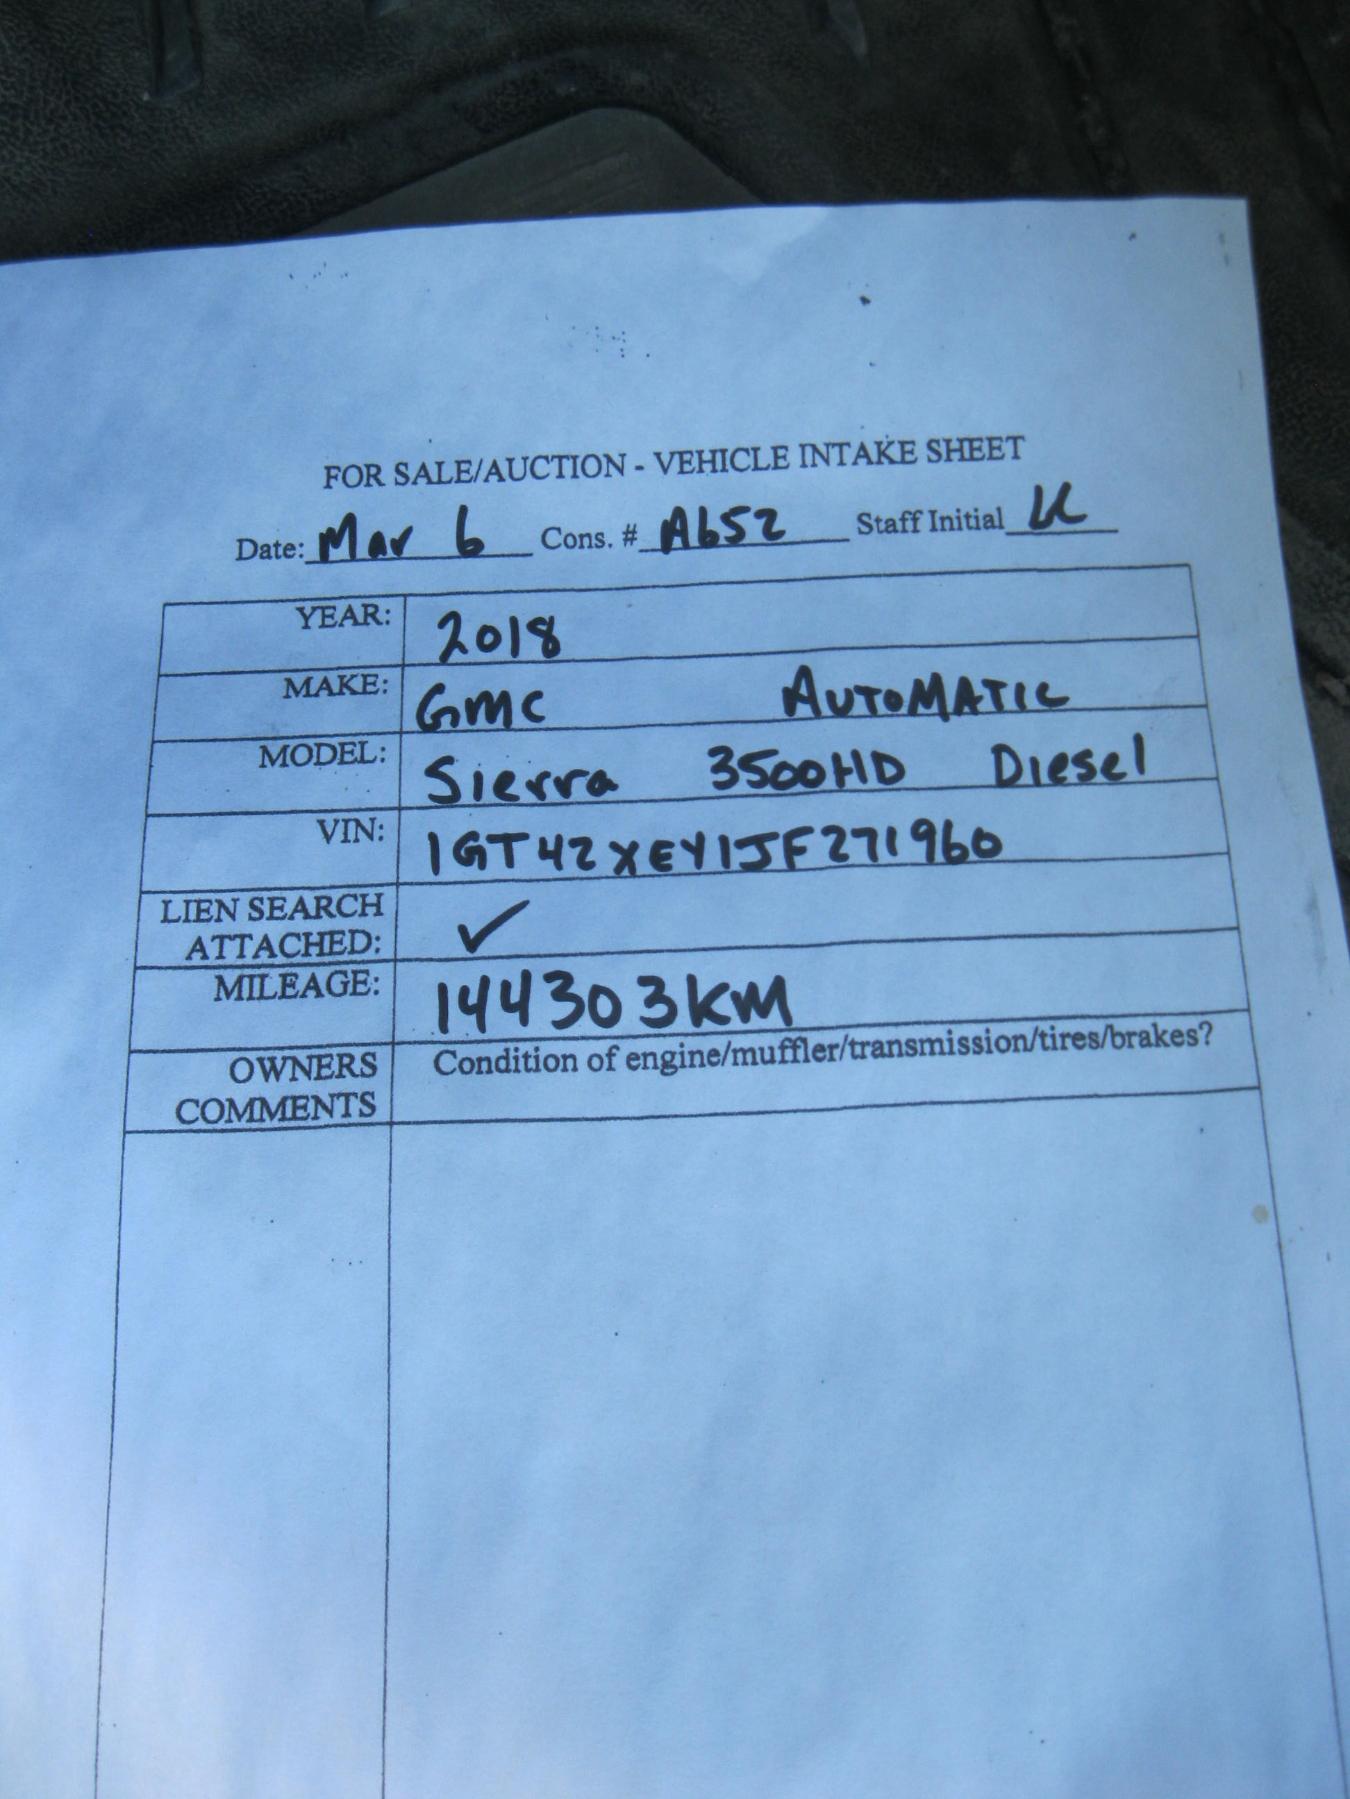 FOR SALE/AUCTION - VEHICLE INTAKE SHEET
Date: Mar 6 Cons. # A652 Staff Initial
YEAR: 2018
MAKE: GMC AUTOMATIC
MODEL: Sierra 3500HD Diesel
VIN: 1GT42XEY1JF271960
LIEN SEARCH
ATTACHED: ✓
MILEAGE: 144303KM
OWNERS Condition of engine/muffler/transmission/tires/brakes?
COMMENTS